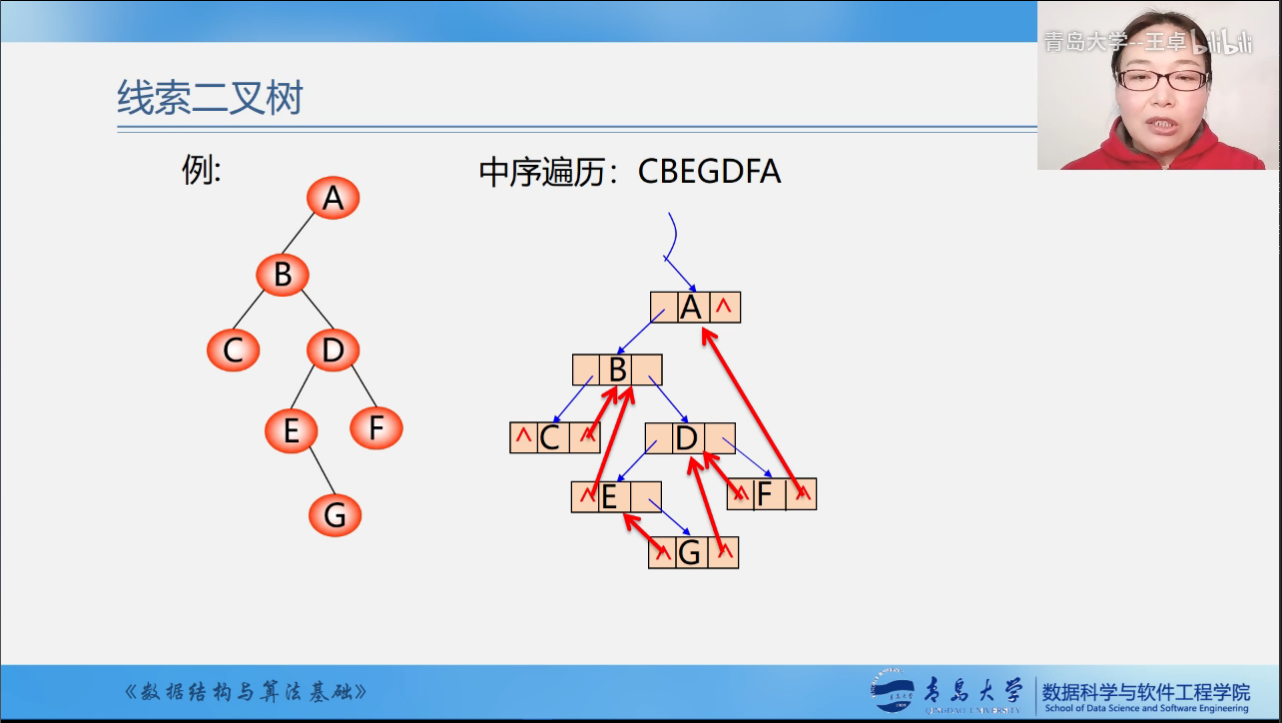 青岛大学--王卓 bilibili
线索二叉树
例:
中序遍历：CBEGDFA
A
B
C D
E F
G
A ^
B
^ C ^ D
^ E ^ F ^
^ G ^
《数据结构与算法基础》
青岛大学
QINGDAO UNIVERSITY
数据科学与软件工程学院
School of Data Science and Software Engineering